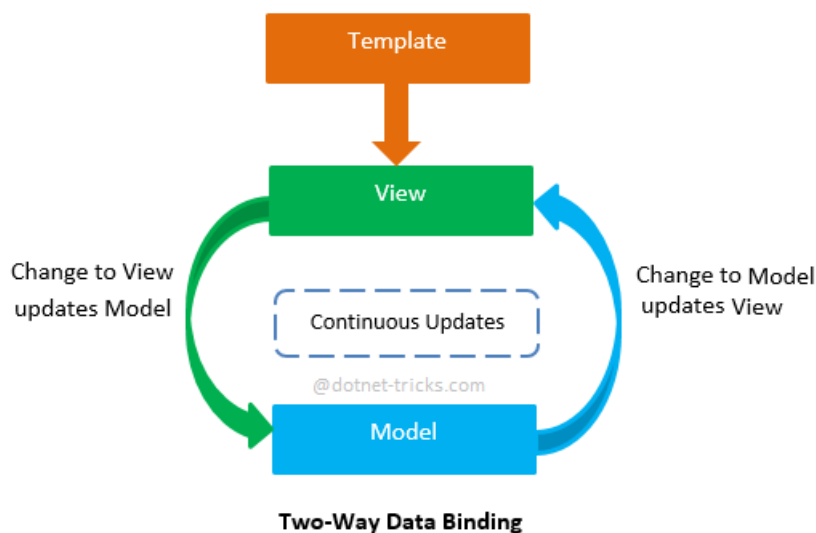 Template
View
Change to View
updates Model
Change to Model
updates View
Continuous Updates
@dotnet-tricks.com
Model
Two-Way Data Binding